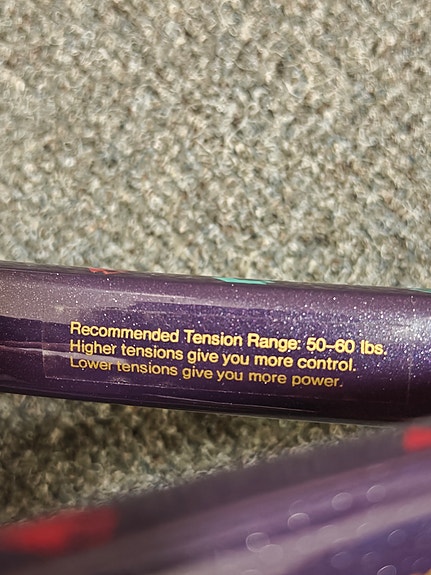 Recommended Tension Range: 50–60 lbs.
Higher tensions give you more control.
Lower tensions give you more power.